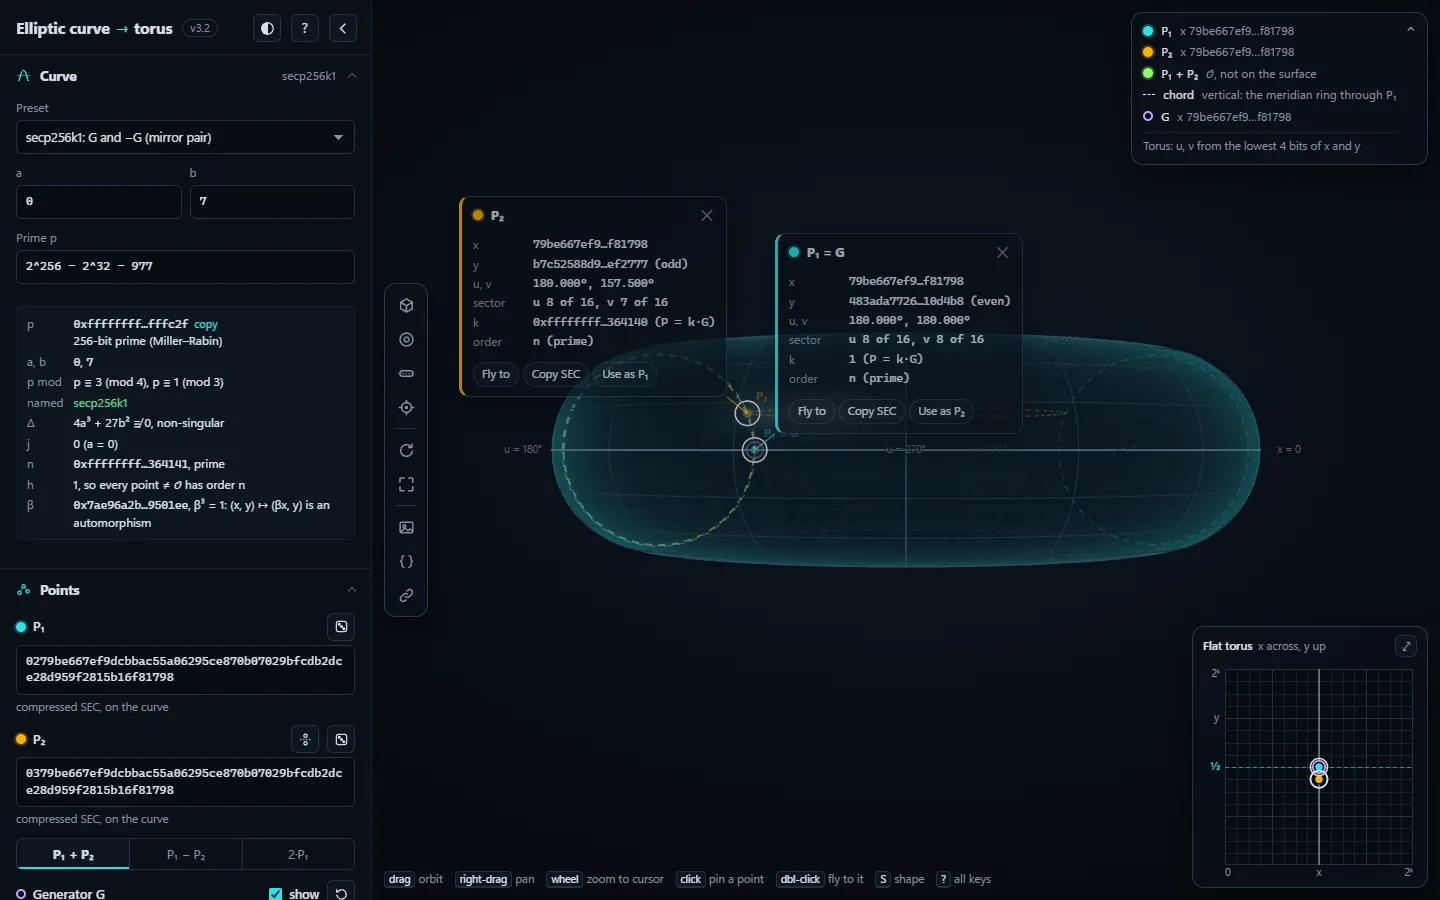 Elliptic curve → torus v3.2
?
Curve secp256k1
Preset
secp256k1: G and −G (mirror pair)
a b
0 7
Prime p
2^256 − 2^32 − 977
p 0xffffffff…fffc2f copy
256-bit prime (Miller–Rabin)
a, b 0, 7
p mod p ≡ 3 (mod 4), p ≡ 1 (mod 3)
named secp256k1
Δ 4a³ + 27b² ≢ 0, non-singular
j 0 (a = 0)
n 0xffffffff…364141, prime
h 1, so every point ≠ 𝒪 has order n
β 0x7ae96a2b…9501ee, β³ = 1: (x, y) ↦ (βx, y) is an
automorphism
Points
P₁
0279be667ef9dcbbac55a06295ce870b07029bfcdb2dc
e28d959f2815b16f81798
compressed SEC, on the curve
P₂
0379be667ef9dcbbac55a06295ce870b07029bfcdb2dc
e28d959f2815b16f81798
compressed SEC, on the curve
P₁ + P₂ P₁ − P₂ 2·P₁
Generator G show
P₁ x 79be667ef9…f81798
P₂ x 79be667ef9…f81798
P₁ + P₂ 𝒪, not on the surface
chord vertical: the meridian ring through P₁
G x 79be667ef9…f81798
Torus: u, v from the lowest 4 bits of x and y
P₂
x 79be667ef9…f81798
y b7c52588d9…ef2777 (odd)
u, v 180.000°, 157.500°
sector u 8 of 16, v 7 of 16
k 0xffffffff…364140 (P = k·G)
order n (prime)
Fly to Copy SEC Use as P₁
P₁ = G
x 79be667ef9…f81798
y 483ada7726…10d4b8 (even)
u, v 180.000°, 180.000°
sector u 8 of 16, v 8 of 16
k 1 (P = k·G)
order n (prime)
Fly to Copy SEC Use as P₂
P₂
P₁ = G
u = 180° u = 270° x = 0
Flat torus x across, y up
2ᵏ
y
½
0 x 2ᵏ
drag orbit right-drag pan wheel zoom to cursor click pin a point dbl-click fly to it S shape ? all keys